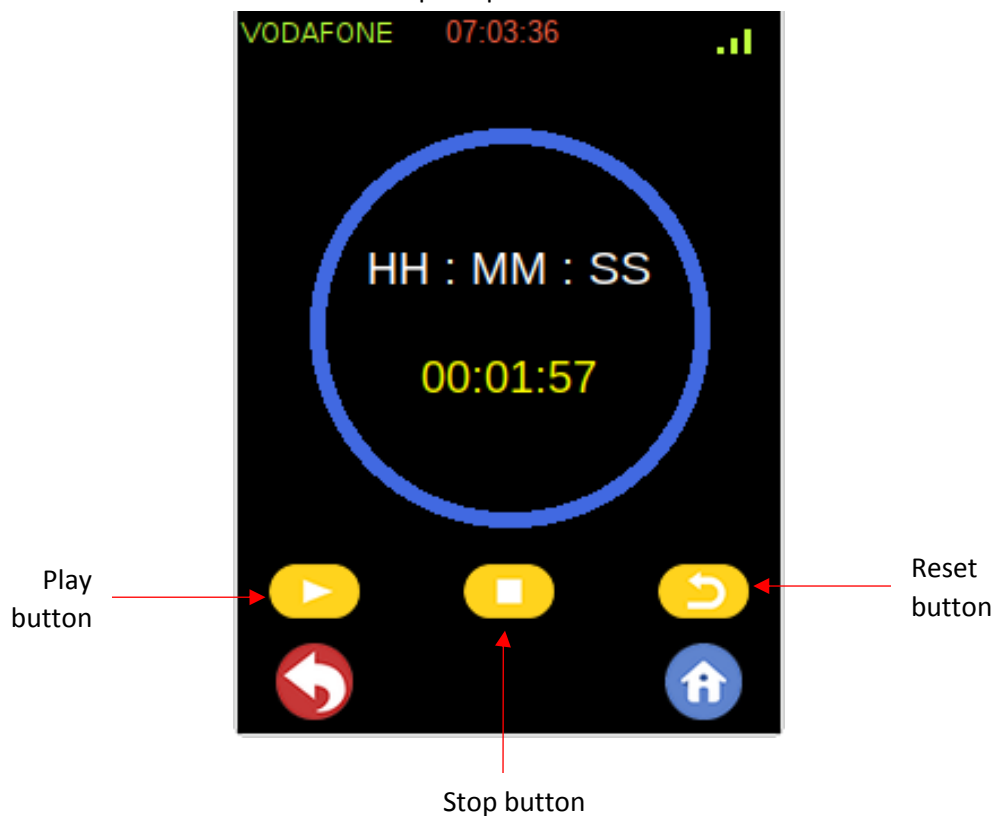 VODAFONE 07:03:36
HH : MM : SS
00:01:57
Play
button
Reset
button
Stop button